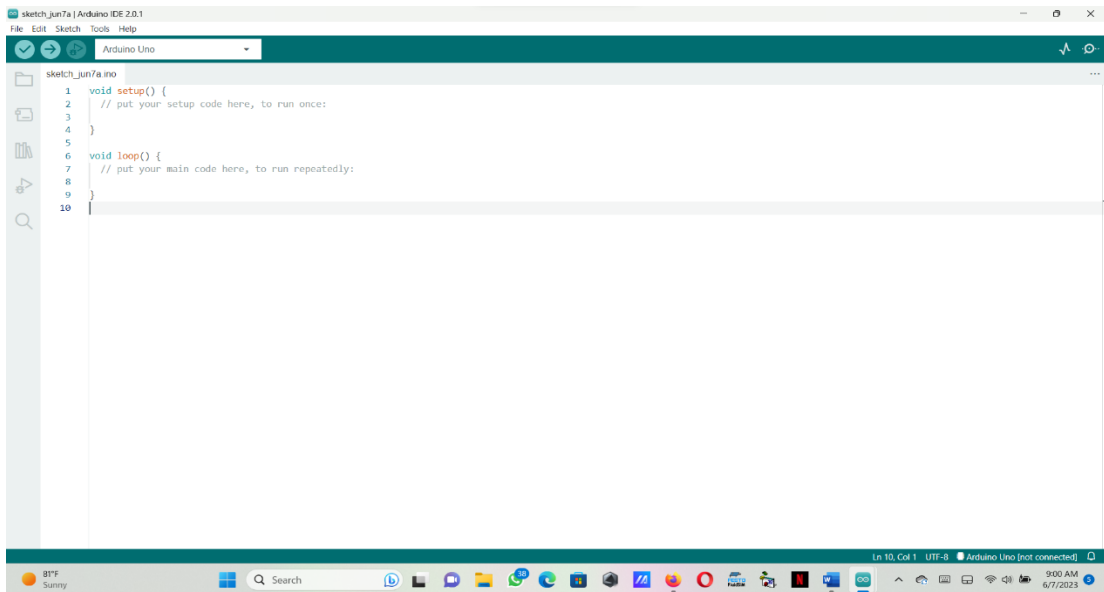 sketch_jun7a | Arduino IDE 2.0.1
File Edit Sketch Tools Help
Arduino Uno
sketch_jun7a.ino
...
1 void setup() {
2 // put your setup code here, to run once:
3
4 }
5
6 void loop() {
7 // put your main code here, to run repeatedly:
8
9 }
10
Ln 10, Col 1 UTF-8 Arduino Uno [not connected]
81°F
Sunny
Search
38
9:00 AM
6/7/2023
5